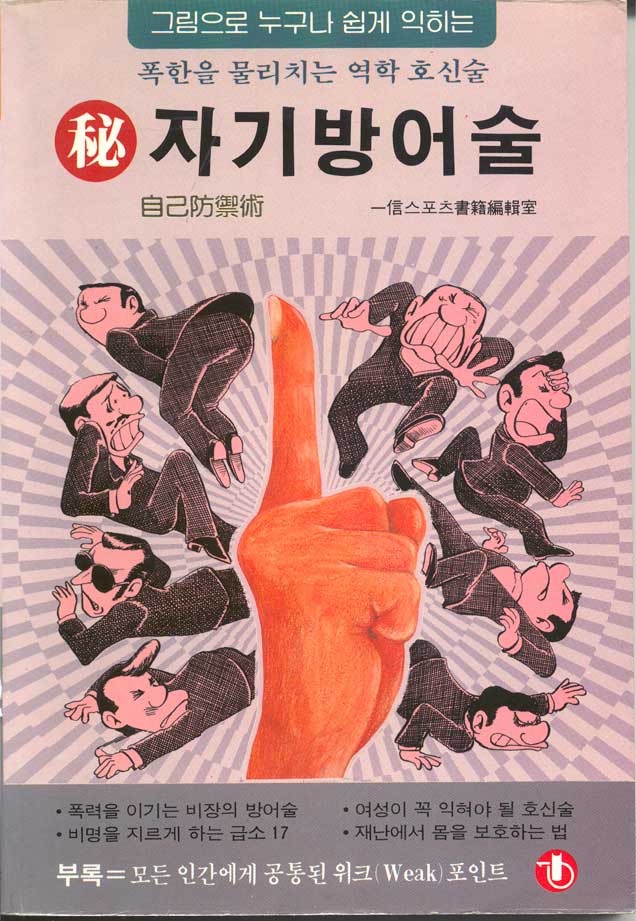 그림으로 누구나 쉽게 익히는
폭한을 물리치는 역학 호신술
秘 자기방어술
自己防禦術
一信스포츠書籍編輯室
• 폭력을 이기는 비장의 방어술
• 여성이 꼭 익혀야 될 호신술
• 비명을 지르게 하는 급소 17
• 재난에서 몸을 보호하는 법
부록= 모든 인간에게 공통된 위크(Weak) 포인트